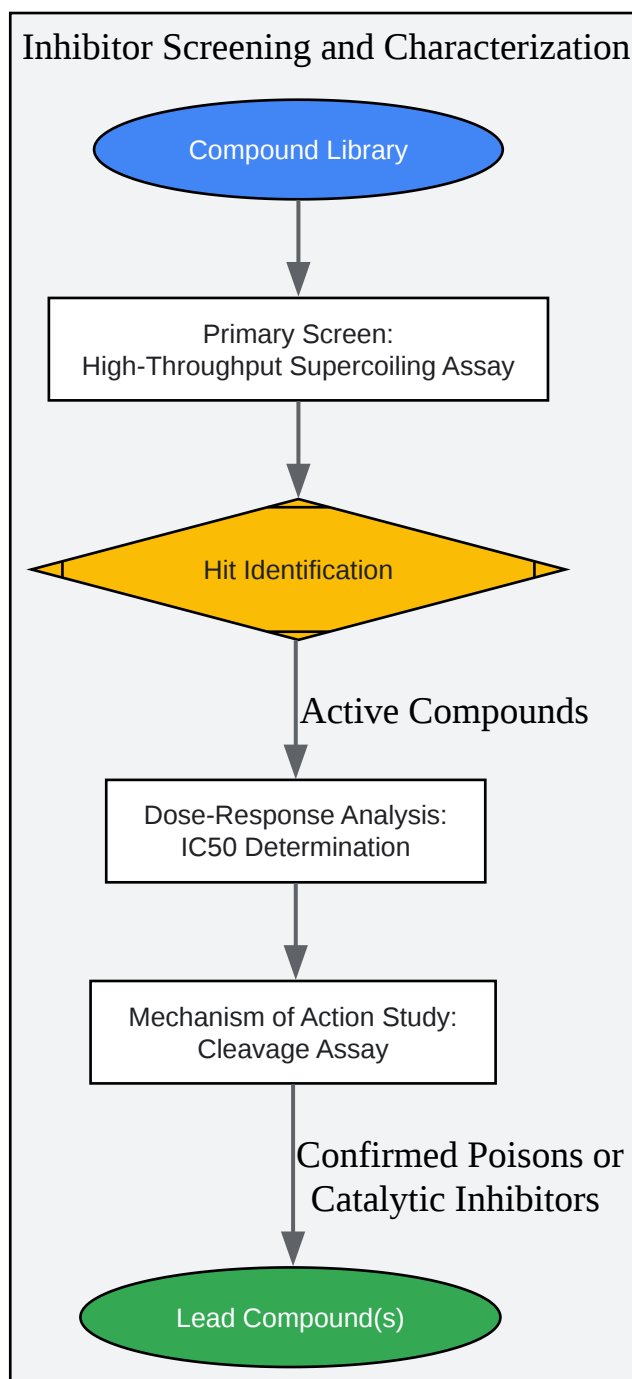 Inhibitor Screening and Characterization
Compound Library
Primary Screen:
High-Throughput Supercoiling Assay
Hit Identification
Active Compounds
Dose-Response Analysis:
IC50 Determination
Mechanism of Action Study:
Cleavage Assay
Confirmed Poisons or
Catalytic Inhibitors
Lead Compound(s)